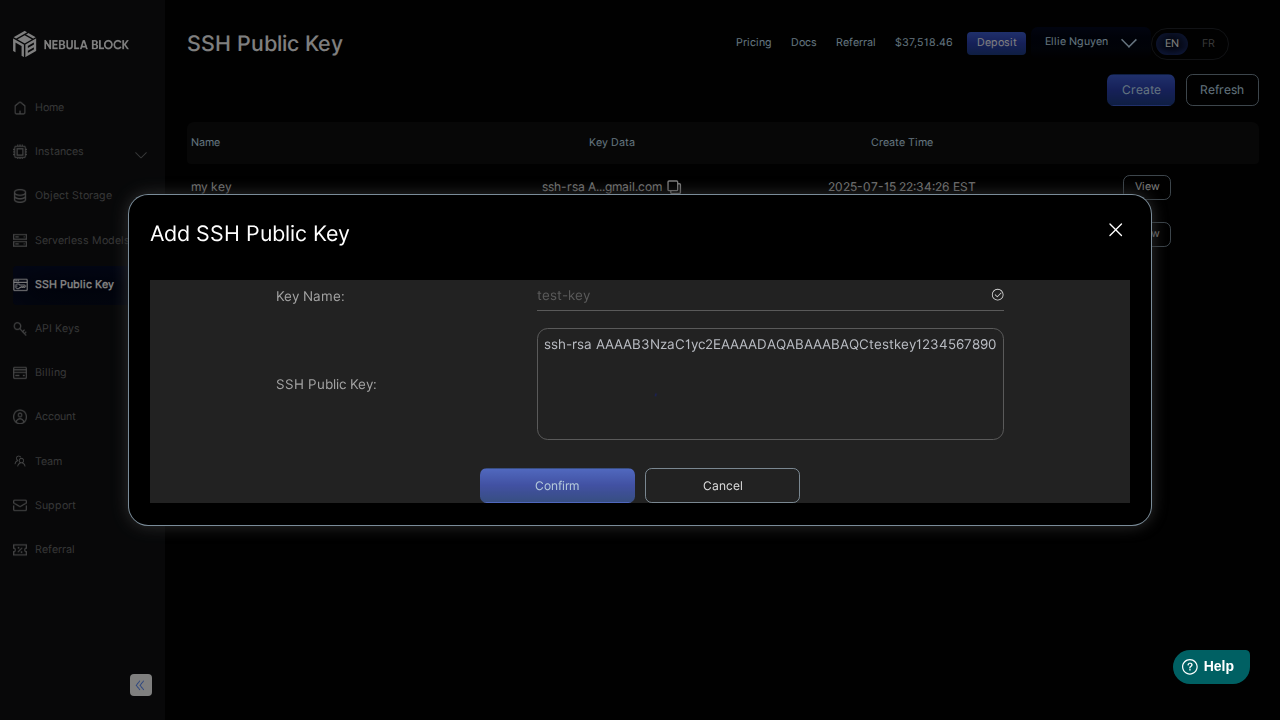 NEBULA BLOCK
SSH Public Key
Pricing
Docs
Referral
$37,518.46
Deposit
Ellie Nguyen
EN
FR
Create
Refresh
Home
Instances
Object Storage
Serverless Models
SSH Public Key
API Keys
Billing
Account
Team
Support
Referral
Name
Key Data
Create Time
my key
ssh-rsa A...gmail.com
2025-07-15 22:34:26 EST
View
Add SSH Public Key
Key Name:
test-key
SSH Public Key:
ssh-rsa AAAAB3NzaC1yc2EAAAADAQABAAABAQCtestkey1234567890
Confirm
Cancel
Help